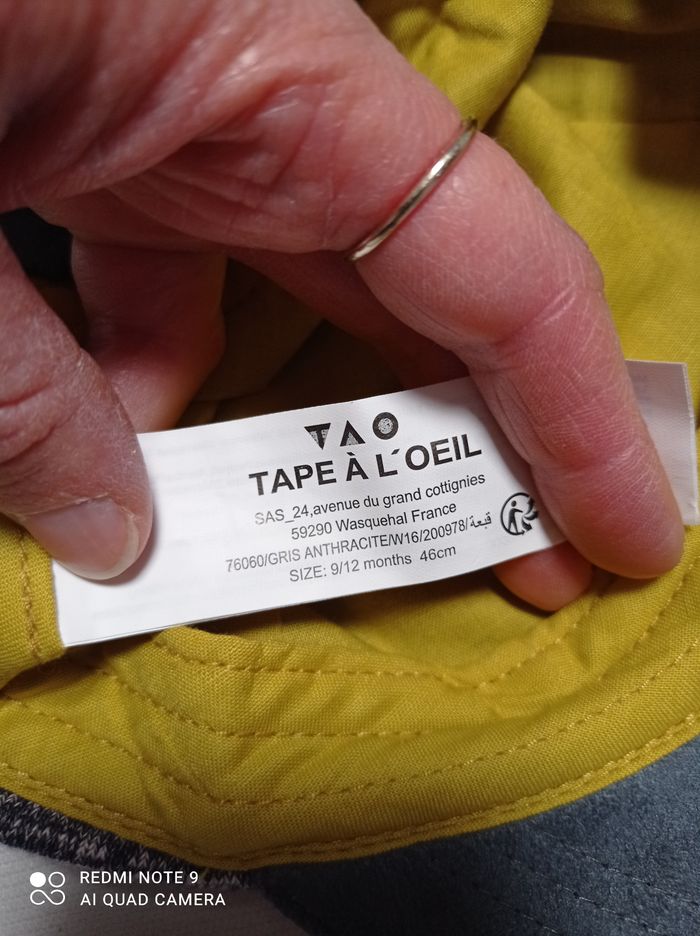 TAO
TAPE À L´OEIL
SAS_24,avenue du grand cottignies
59290 Wasquehal France
76060/GRIS ANTHRACITE/W16/200978/قبعة
SIZE: 9/12 months 46cm
REDMI NOTE 9
AI QUAD CAMERA